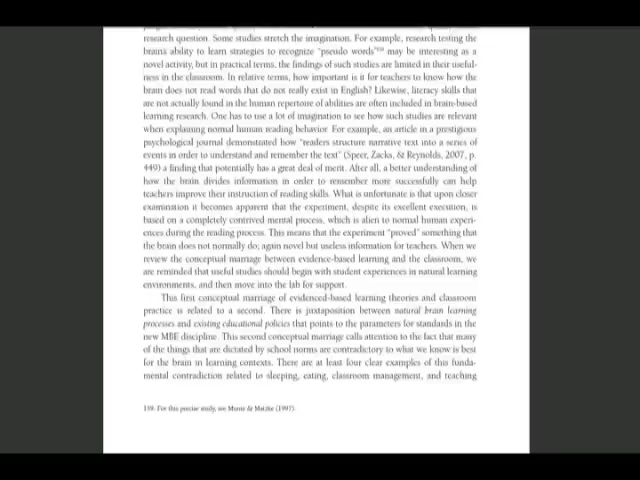 research question. Some studies stretch the imagination. For example, research testing the
brain's ability to learn strategies to recognize "pseudo words"¹⁵⁹ may be interesting as a
novel activity, but in practical terms, the findings of such studies are limited in their useful-
ness in the classroom. In relative terms, how important is it for teachers to know how the
brain does not read words that do not really exist in English? Likewise, literacy skills that
are not actually found in the human repertoire of abilities are often included in brain-based
learning research. One has to use a lot of imagination to see how such studies are relevant
when explaining normal human reading behavior. For example, an article in a prestigious
psychological journal demonstrated how "readers structure narrative text into a series of
events in order to understand and remember the text" (Speer, Zacks, & Reynolds, 2007, p.
449) a finding that potentially has a great deal of merit. After all, a better understanding of
how the brain divides information in order to remember more successfully can help
teachers improve their instruction of reading skills. What is unfortunate is that upon closer
examination it becomes apparent that the experiment, despite its excellent execution, is
based on a completely contrived mental process, which is alien to normal human experi-
ences during the reading process. This means that the experiment "proved" something that
the brain does not normally do; again novel but useless information for teachers. When we
review the conceptual marriage between evidence-based learning and the classroom, we
are reminded that useful studies should begin with student experiences in natural learning
environments, and then move into the lab for support.
This first conceptual marriage of evidenced-based learning theories and classroom
practice is related to a second. There is juxtaposition between natural brain learning
processes and existing educational policies that points to the parameters for standards in the
new MBE discipline. This second conceptual marriage calls attention to the fact that many
of the things that are dictated by school norms are contradictory to what we know is best
for the brain in learning contexts. There are at least four clear examples of this funda-
mental contradiction related to sleeping, eating, classroom management, and teaching
159. For this precise study, see Munte & Matzke (1997).